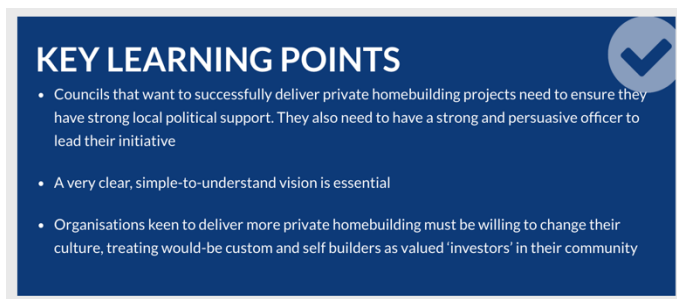 KEY LEARNING POINTS
• Councils that want to successfully deliver private homebuilding projects need to ensure they
have strong local political support. They also need to have a strong and persuasive officer to
lead their initiative
• A very clear, simple-to-understand vision is essential
• Organisations keen to deliver more private homebuilding must be willing to change their
culture, treating would-be custom and self builders as valued ‘investors’ in their community